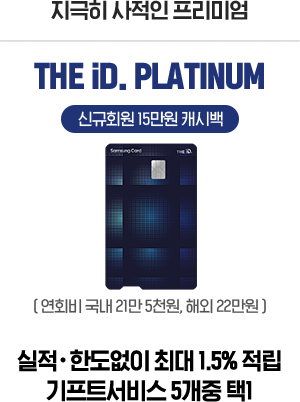 지극히 사적인 프리미엄
THE iD. PLATINUM
신규회원 15만원 캐시백
Samsung Card THE iD.
( 연회비 국내 21만 5천원, 해외 22만원 )
실적·한도없이 최대 1.5% 적립
기프트서비스 5개중 택1